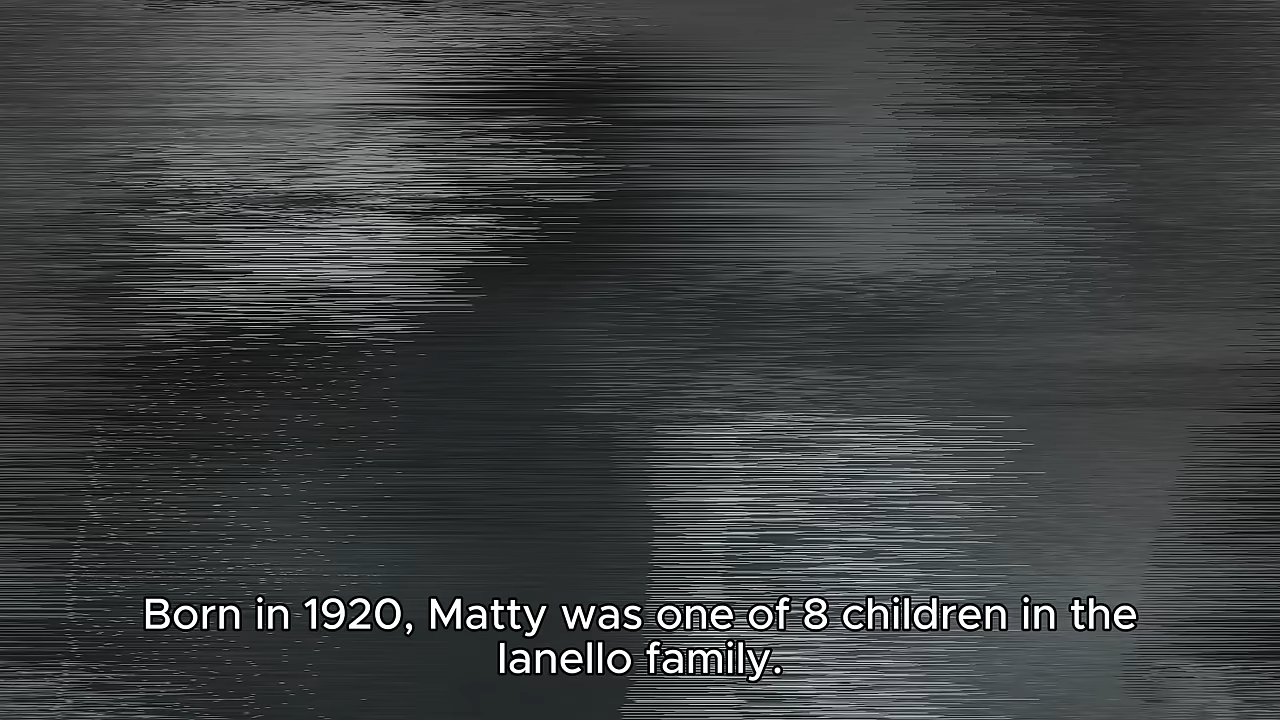 Born in 1920, Matty was one of 8 children in the
Ianello family.